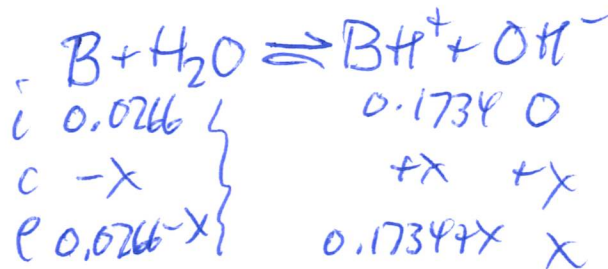 B + H₂O ⇌ BH⁺ + OH⁻
i 0.0266 0.1734 0
c -x +x +x
e 0.0266-x 0.1734+x x